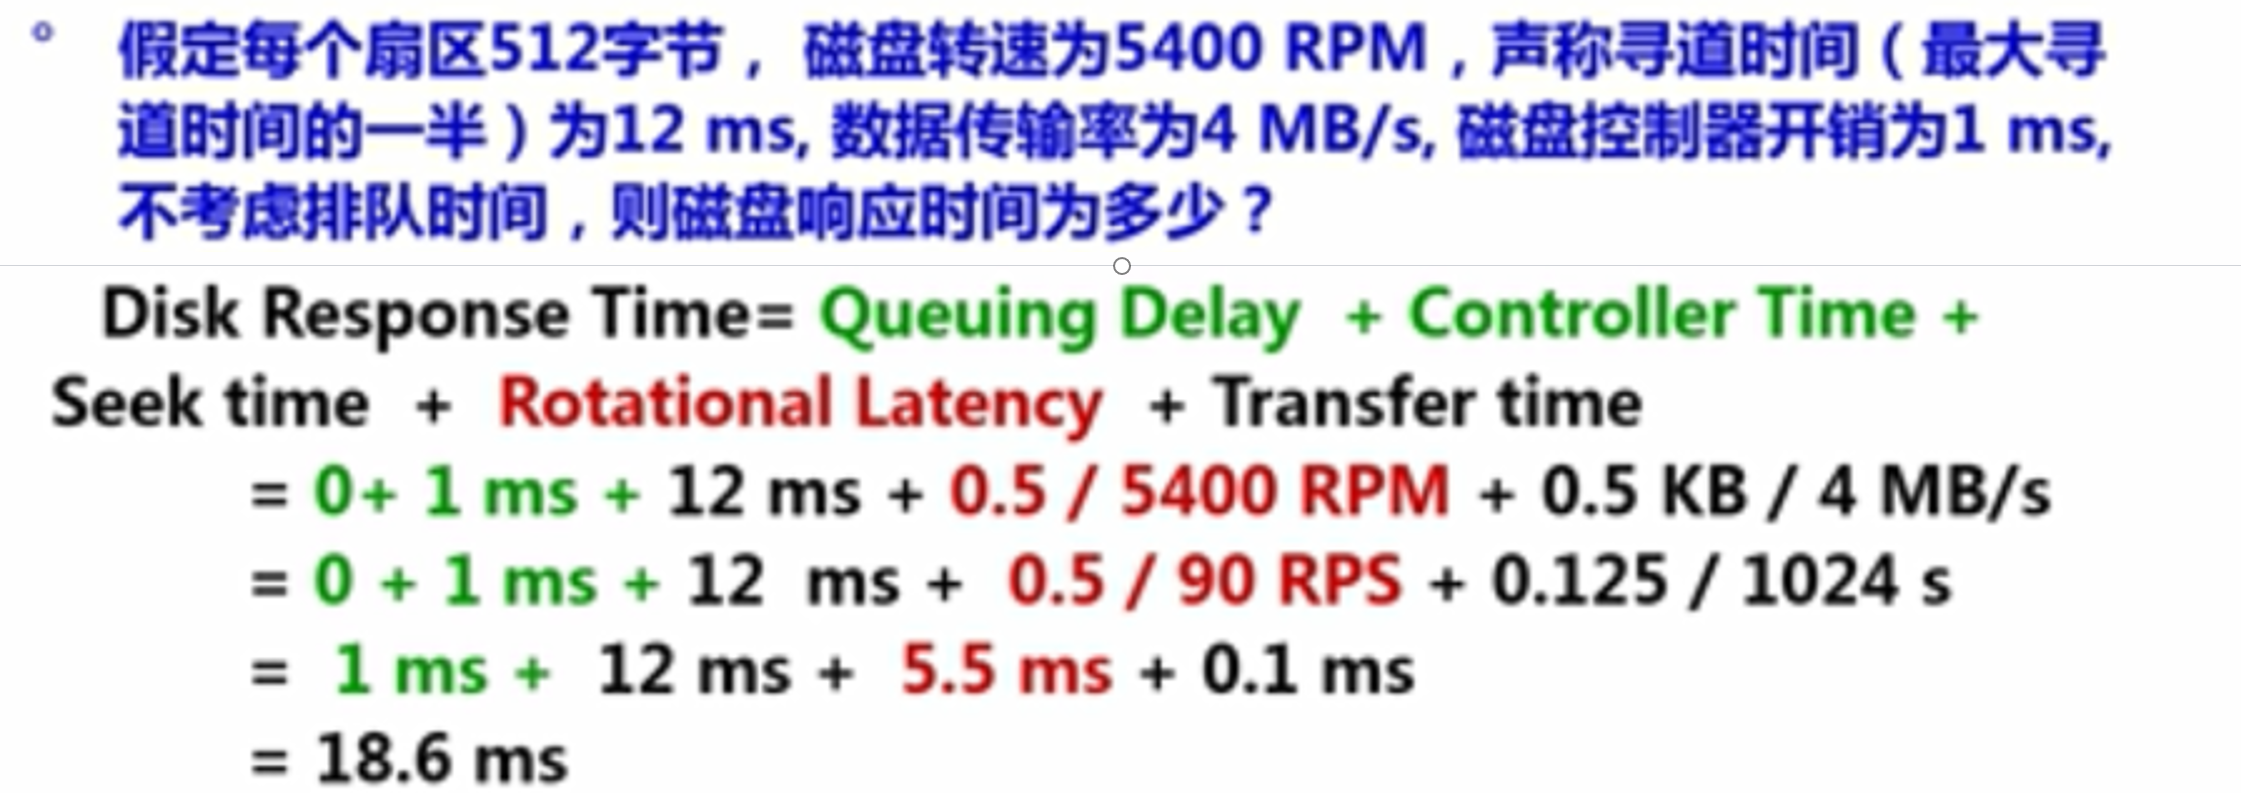 假定每个扇区512字节，磁盘转速为5400 RPM，声称寻道时间（最大寻
道时间的一半）为12 ms, 数据传输率为4 MB/s, 磁盘控制器开销为1 ms,
不考虑排队时间，则磁盘响应时间为多少？
Disk Response Time= Queuing Delay + Controller Time +
Seek time + Rotational Latency + Transfer time
= 0+ 1 ms + 12 ms + 0.5 / 5400 RPM + 0.5 KB / 4 MB/s
= 0 + 1 ms + 12 ms + 0.5 / 90 RPS + 0.125 / 1024 s
= 1 ms + 12 ms + 5.5 ms + 0.1 ms
= 18.6 ms